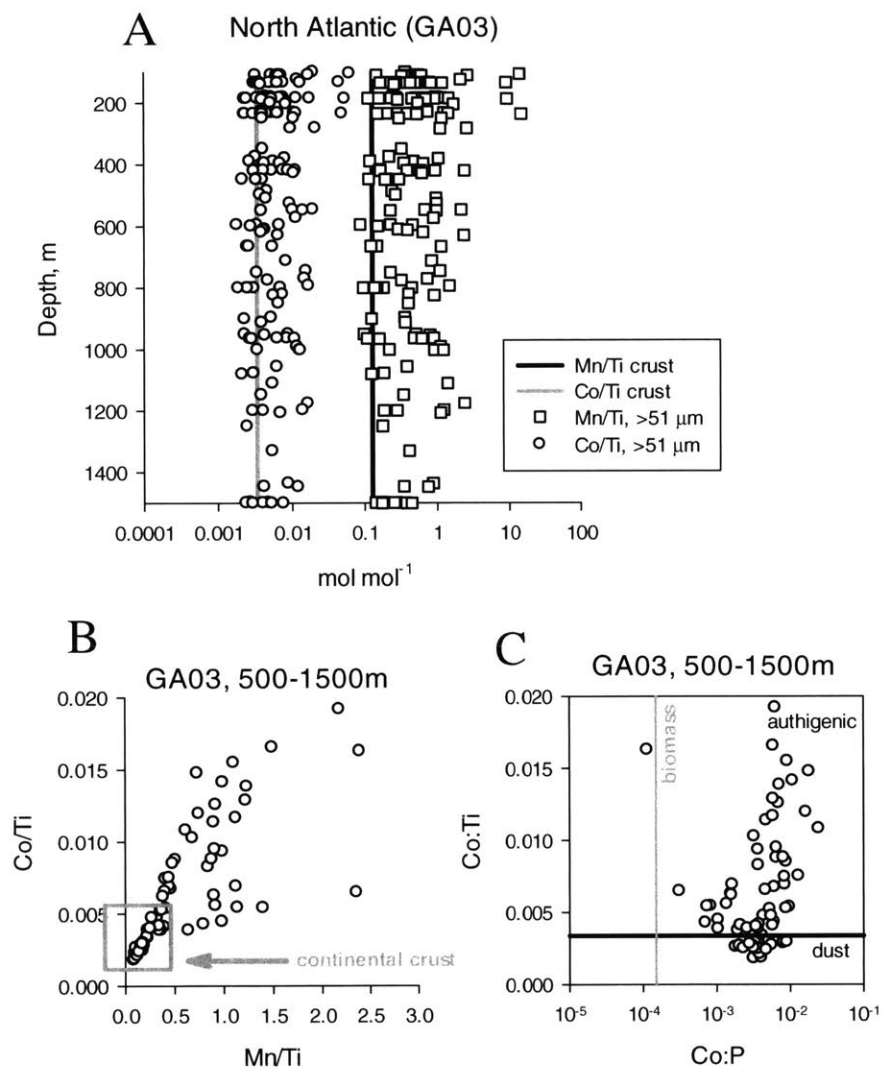 A North Atlantic (GA03)
Depth, m
200
400
600
800
1000
1200
1400
0.0001 0.001 0.01 0.1 1 10 100
mol mol⁻¹
Mn/Ti crust
Co/Ti crust
Mn/Ti, >51 μm
Co/Ti, >51 μm
B
GA03, 500-1500m
Co/Ti
0.020
0.015
0.010
0.005
0.000
continental crust
0.0 0.5 1.0 1.5 2.0 2.5 3.0
Mn/Ti
C
GA03, 500-1500m
Co:Ti
0.020
0.015
0.010
0.005
0.000
biomass
authigenic
dust
10⁻⁵ 10⁻⁴ 10⁻³ 10⁻² 10⁻¹
Co:P